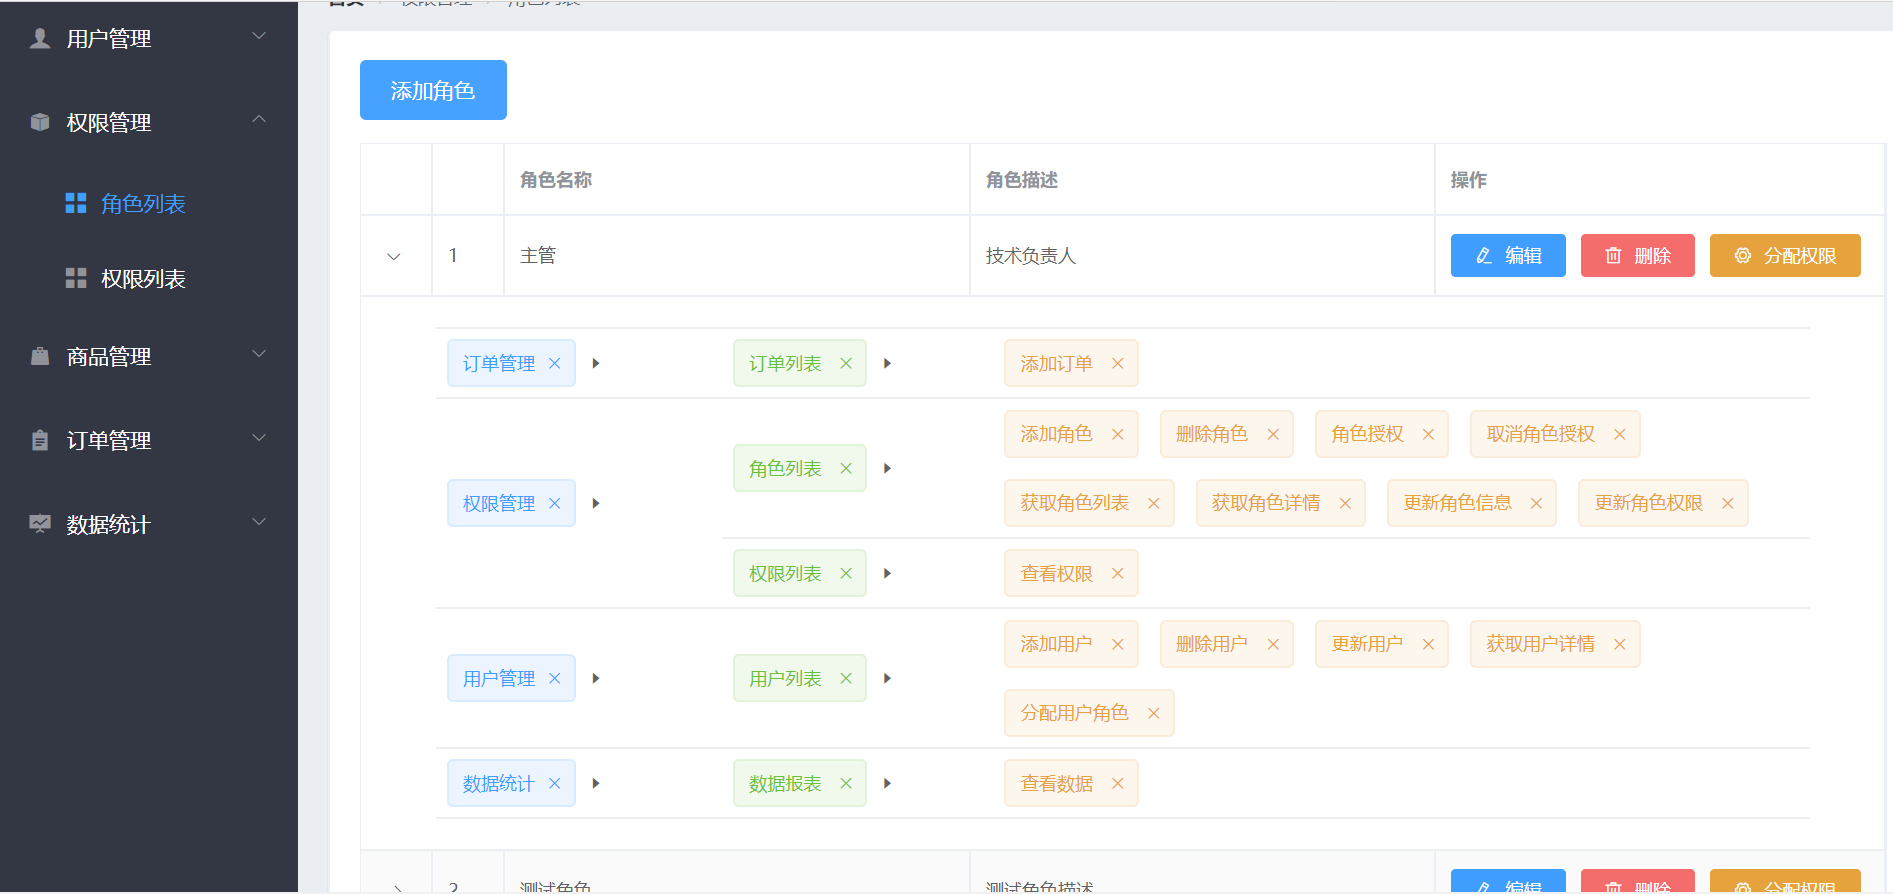 首页 权限管理 角色列表
用户管理
权限管理
角色列表
权限列表
商品管理
订单管理
数据统计
添加角色
角色名称 角色描述 操作
1 主管 技术负责人 编辑 删除 分配权限
订单管理 订单列表 添加订单
权限管理 角色列表 添加角色 删除角色 角色授权 取消角色授权
获取角色列表 获取角色详情 更新角色信息 更新角色权限
权限列表 查看权限
用户管理 用户列表 添加用户 删除用户 更新用户 获取用户详情
分配用户角色
数据统计 数据报表 查看数据
2 测试角色 测试角色描述 编辑 删除 分配权限